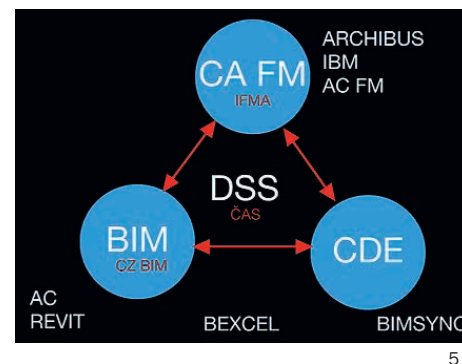 ARCHIBUS
IBM
AC FM
CA FM
IFMA
DSS
ČAS
BIM
CZ BIM
CDE
AC
REVIT
BEXCEL
BIMSYNC
5